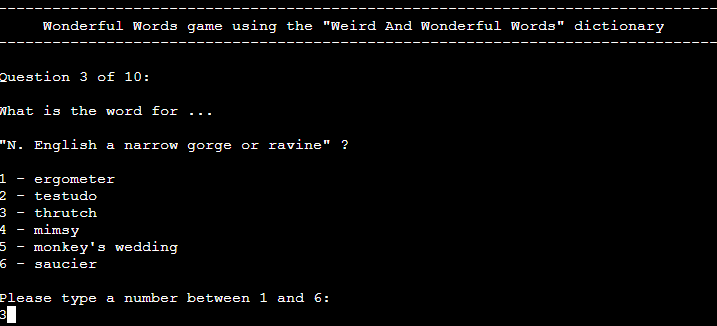 --------------------------------------------------------------------------------
Wonderful Words game using the "Weird And Wonderful Words" dictionary
--------------------------------------------------------------------------------
Question 3 of 10:
What is the word for ...
"N. English a narrow gorge or ravine" ?
1 - ergometer
2 - testudo
3 - thrutch
4 - mimsy
5 - monkey's wedding
6 - saucier
Please type a number between 1 and 6:
3